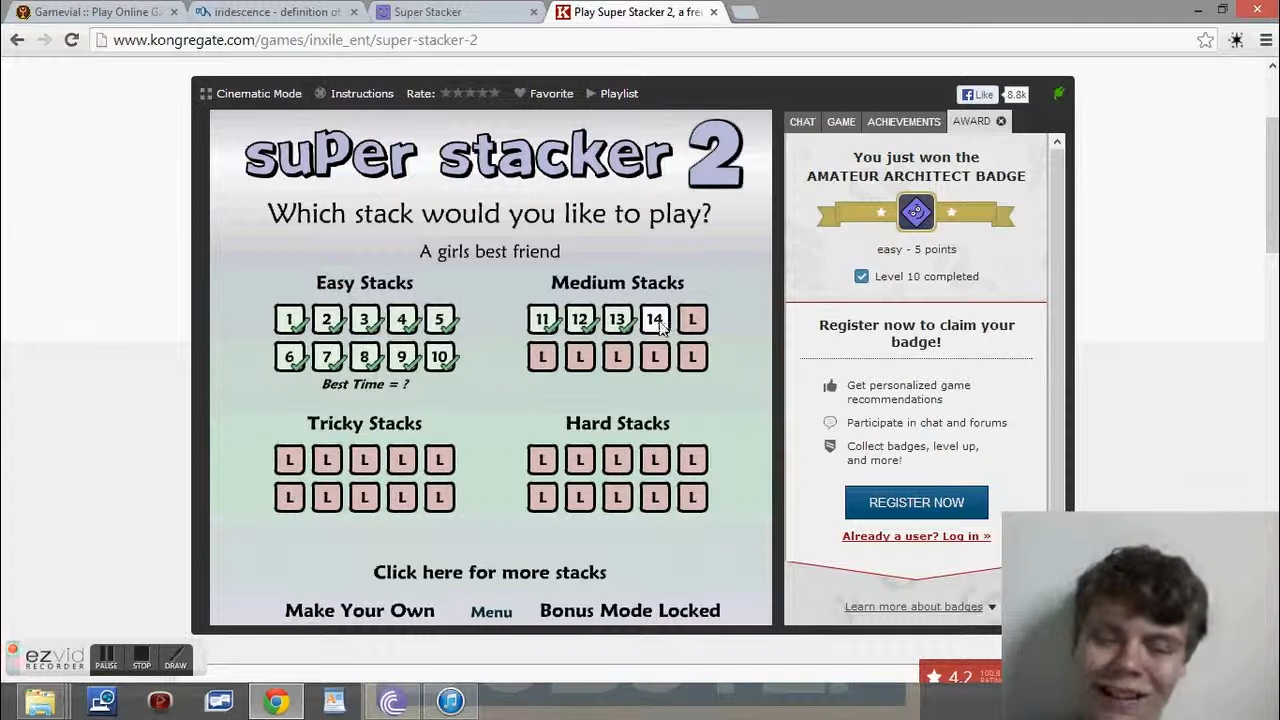 Garnevial :: Play Online G
iridescence - definition of
Super Stacker
Play Super Stacker 2, a fre
www.kongregate.com/games/inxile_ent/super-stacker-2
Cinematic Mode Instructions Rate: Favorite Playlist
Like 8.8k
CHAT GAME ACHIEVEMENTS AWARD
super stacker 2
Which stack would you like to play?
A girls best friend
Easy Stacks
1 2 3 4 5
6 7 8 9 10
Best Time = ?
Medium Stacks
11 12 13 14 L
L L L L L
Tricky Stacks
L L L L L
L L L L L
Hard Stacks
L L L L L
L L L L L
Click here for more stacks
Make Your Own Menu Bonus Mode Locked
You just won the
AMATEUR ARCHITECT BADGE
easy - 5 points
Level 10 completed
Register now to claim your
badge!
Get personalized game
recommendations
Participate in chat and forums
Collect badges, level up,
and more!
REGISTER NOW
Already a user? Log in »
Learn more about badges
ezvid
RECORDER
PAUSE STOP DRAW
4.2